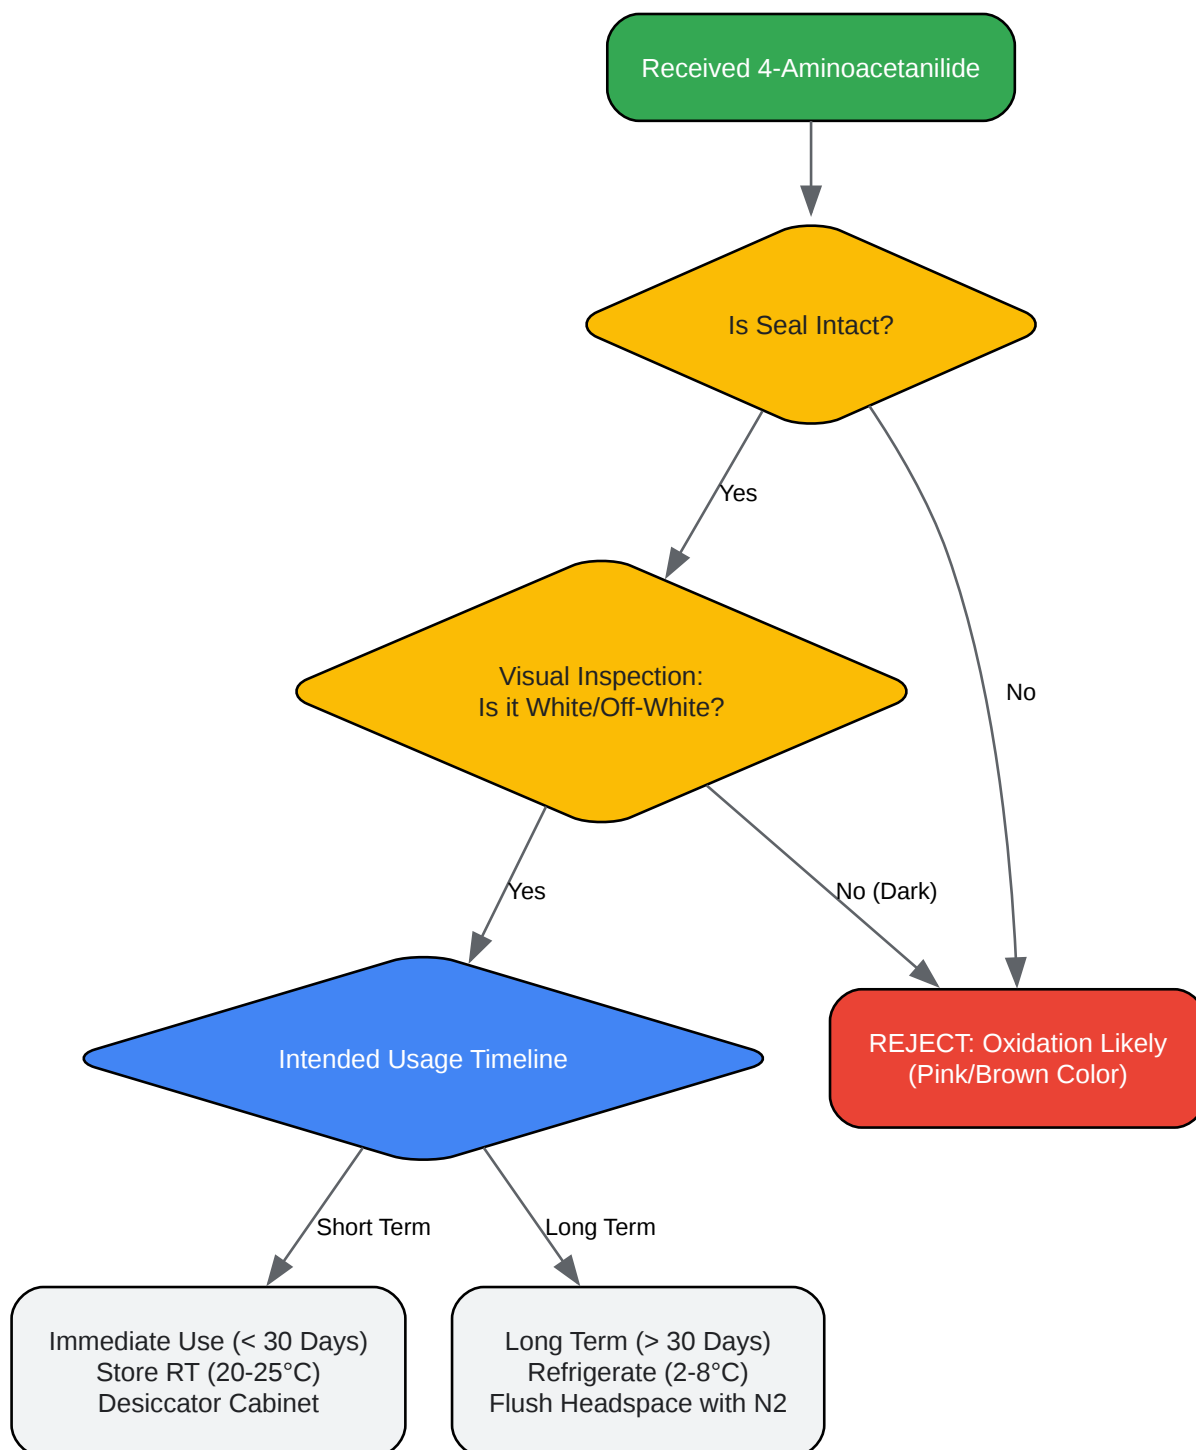 Received 4-Aminoacetanilide
Is Seal Intact?
Yes
No
Visual Inspection:
Is it White/Off-White?
Yes
No (Dark)
Intended Usage Timeline
REJECT: Oxidation Likely
(Pink/Brown Color)
Short Term
Long Term
Immediate Use (< 30 Days)
Store RT (20-25°C)
Desiccator Cabinet
Long Term (> 30 Days)
Refrigerate (2-8°C)
Flush Headspace with N2